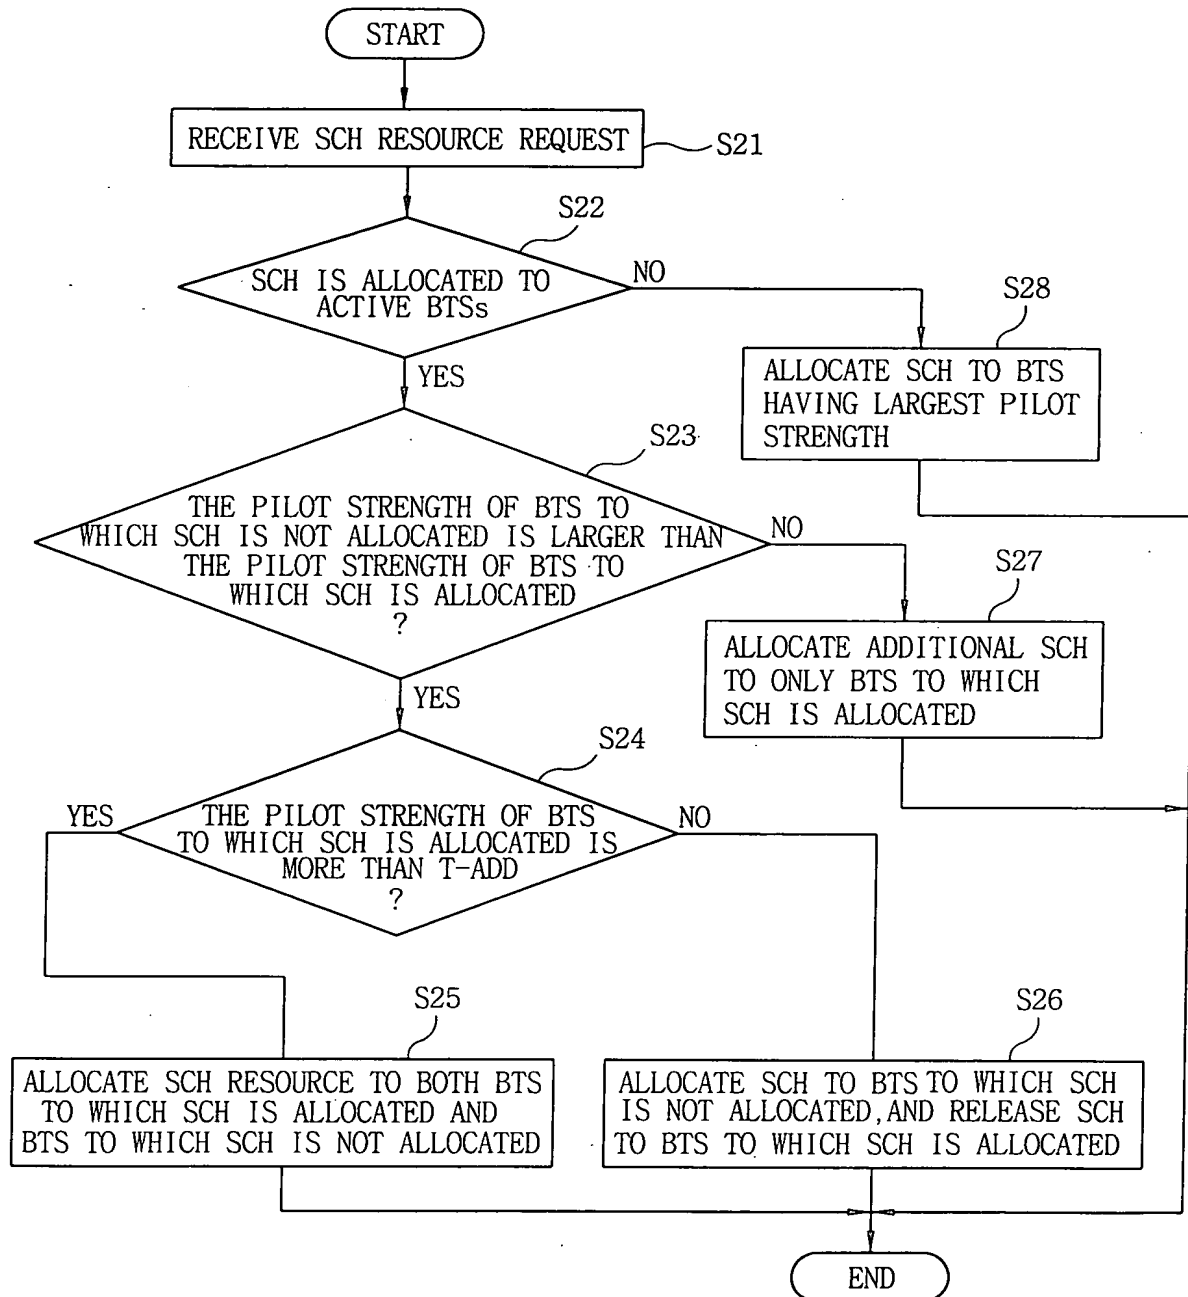 START
RECEIVE SCH RESOURCE REQUEST
S21
S22
SCH IS ALLOCATED TO
ACTIVE BTSs
NO
YES
S28
ALLOCATE SCH TO BTS
HAVING LARGEST PILOT
STRENGTH
S23
THE PILOT STRENGTH OF BTS TO
WHICH SCH IS NOT ALLOCATED IS LARGER THAN
THE PILOT STRENGTH OF BTS TO
WHICH SCH IS ALLOCATED
?
NO
YES
S27
ALLOCATE ADDITIONAL SCH
TO ONLY BTS TO WHICH
SCH IS ALLOCATED
S24
THE PILOT STRENGTH OF BTS
TO WHICH SCH IS ALLOCATED IS
MORE THAN T-ADD
?
YES
NO
S25
ALLOCATE SCH RESOURCE TO BOTH BTS
TO WHICH SCH IS ALLOCATED AND
BTS TO WHICH SCH IS NOT ALLOCATED
S26
ALLOCATE SCH TO BTS TO WHICH SCH
IS NOT ALLOCATED, AND RELEASE SCH
TO BTS TO WHICH SCH IS ALLOCATED
END